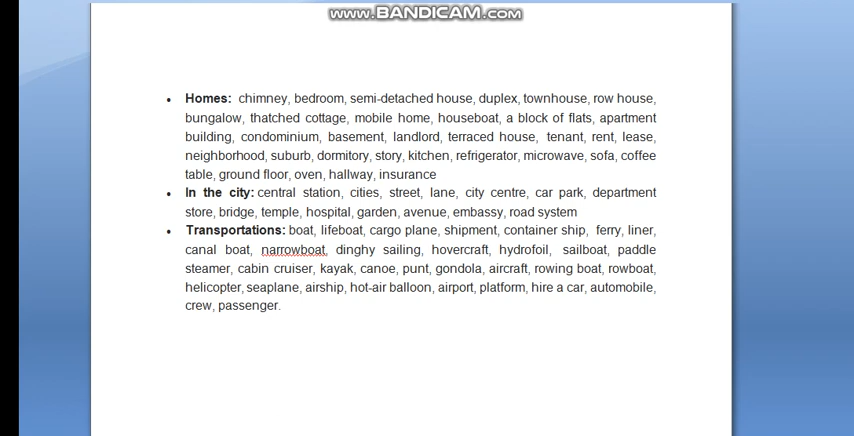 www.BANDICAM.com
• Homes: chimney, bedroom, semi-detached house, duplex, townhouse, row house,
bungalow, thatched cottage, mobile home, houseboat, a block of flats, apartment
building, condominium, basement, landlord, terraced house, tenant, rent, lease,
neighborhood, suburb, dormitory, story, kitchen, refrigerator, microwave, sofa, coffee
table, ground floor, oven, hallway, insurance
• In the city: central station, cities, street, lane, city centre, car park, department
store, bridge, temple, hospital, garden, avenue, embassy, road system
• Transportations: boat, lifeboat, cargo plane, shipment, container ship, ferry, liner,
canal boat, narrowboat, dinghy sailing, hovercraft, hydrofoil, sailboat, paddle
steamer, cabin cruiser, kayak, canoe, punt, gondola, aircraft, rowing boat, rowboat,
helicopter, seaplane, airship, hot-air balloon, airport, platform, hire a car, automobile,
crew, passenger.